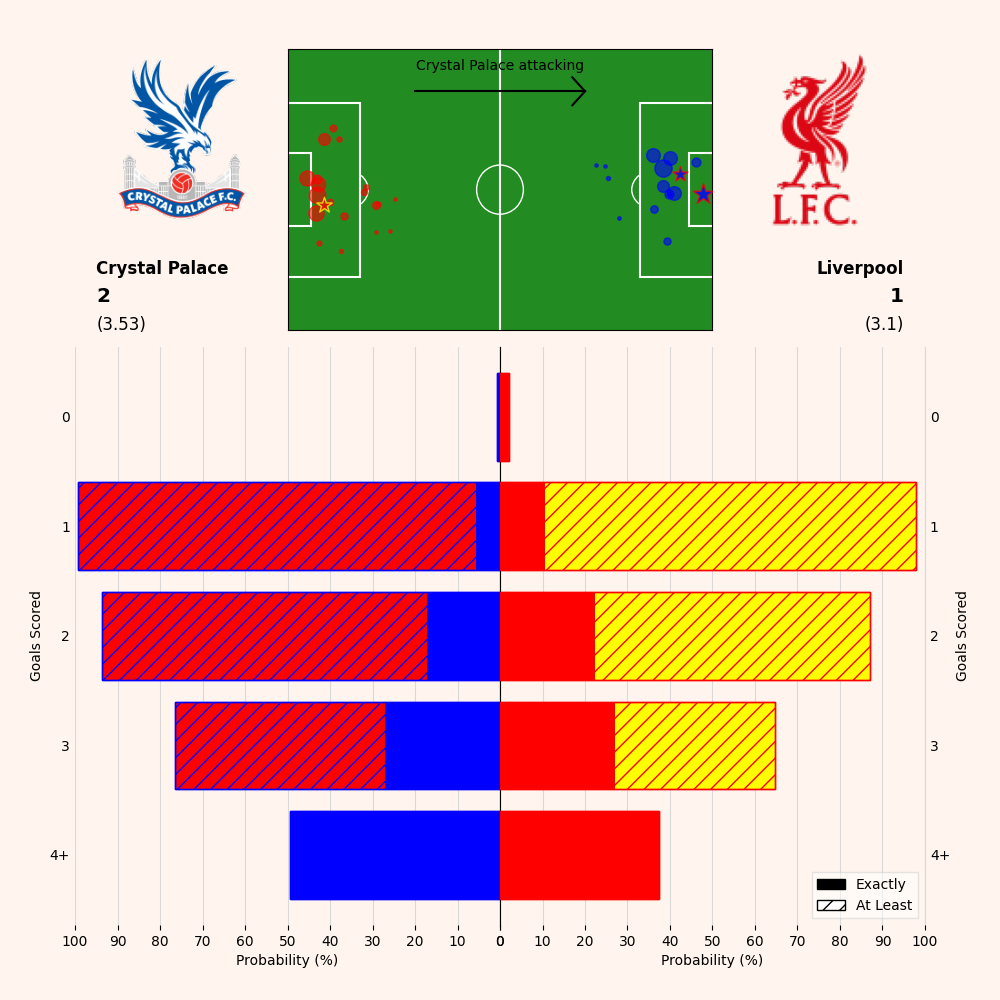 Crystal Palace attacking
CRYSTAL PALACE F.C.
L.F.C.
Crystal Palace
2
(3.53)
Liverpool
1
(3.1)
0
1
2
3
4+
Goals Scored
0
1
2
3
4+
Goals Scored
Exactly
At Least
100 90 80 70 60 50 40 30 20 10 0
0 10 20 30 40 50 60 70 80 90 100
Probability (%)
Probability (%)